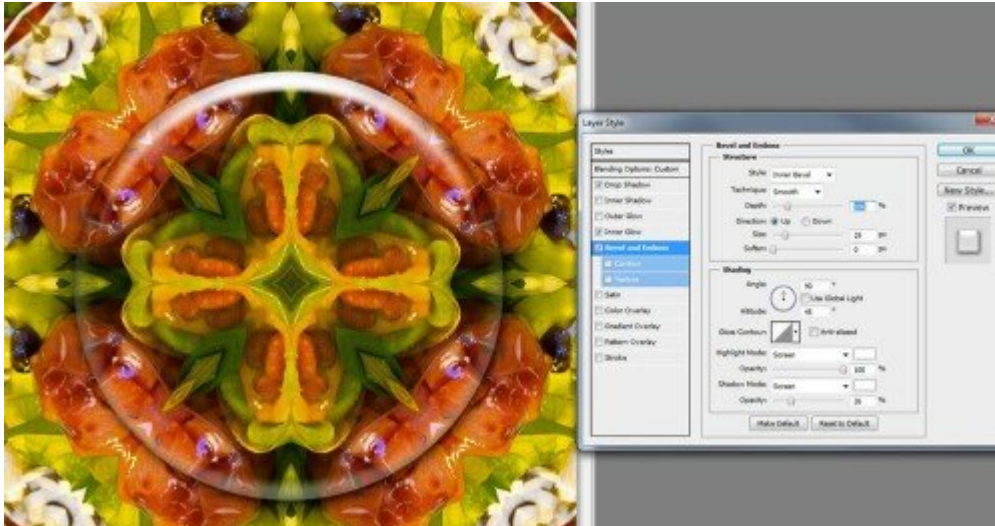 Layer Style
Styles
Blending Options: Custom
Drop Shadow
Inner Shadow
Outer Glow
Inner Glow
Bevel and Emboss
Contour
Texture
Satin
Color Overlay
Gradient Overlay
Pattern Overlay
Stroke
Bevel and Emboss
Structure
Style: Inner Bevel
Technique: Smooth
Depth: %
Direction: Up Down
Size: px
Soften: 0 px
Shading
Angle: 90 °
Use Global Light
Altitude: °
Gloss Contour: Anti-aliased
Highlight Mode: Screen
Opacity: 100 %
Shadow Mode: Screen
Opacity: %
Make Default Reset to Default
OK
Cancel
New Style...
Preview